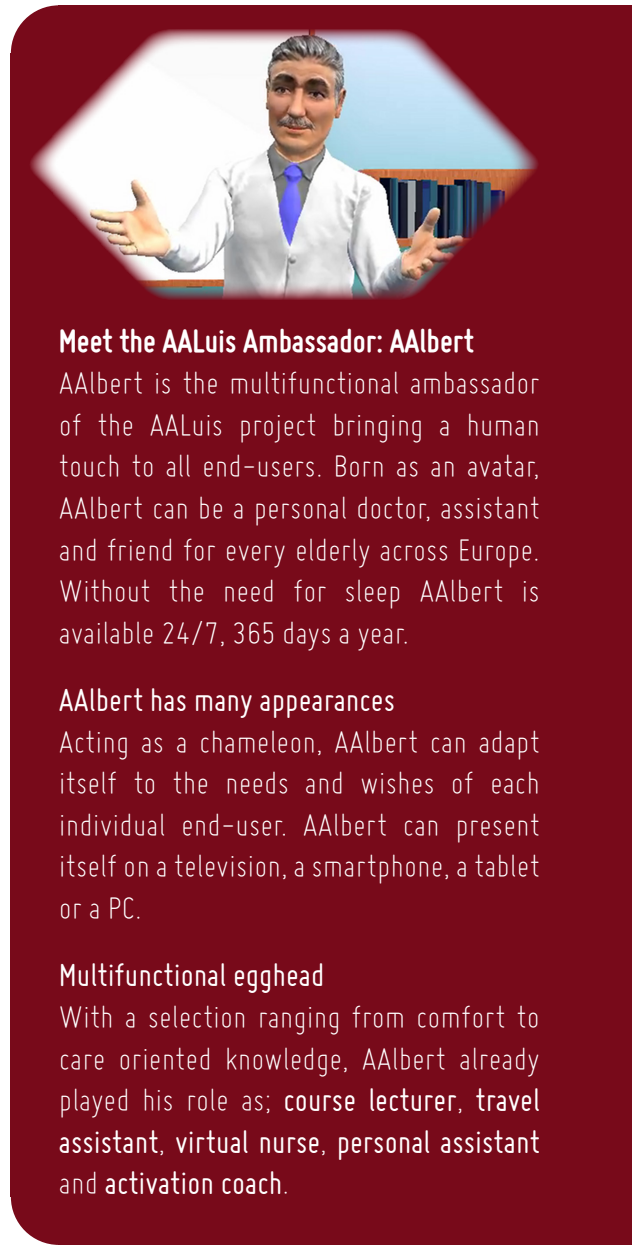 Meet the AALuis Ambassador: AAlbert
AAlbert is the multifunctional ambassador
of the AALuis project bringing a human
touch to all end-users. Born as an avatar,
AAlbert can be a personal doctor, assistant
and friend for every elderly across Europe.
Without the need for sleep AAlbert is
available 24/7, 365 days a year.
AAlbert has many appearances
Acting as a chameleon, AAlbert can adapt
itself to the needs and wishes of each
individual end-user. AAlbert can present
itself on a television, a smartphone, a tablet
or a PC.
Multifunctional egghead
With a selection ranging from comfort to
care oriented knowledge, AAlbert already
played his role as; course lecturer, travel
assistant, virtual nurse, personal assistant
and activation coach.